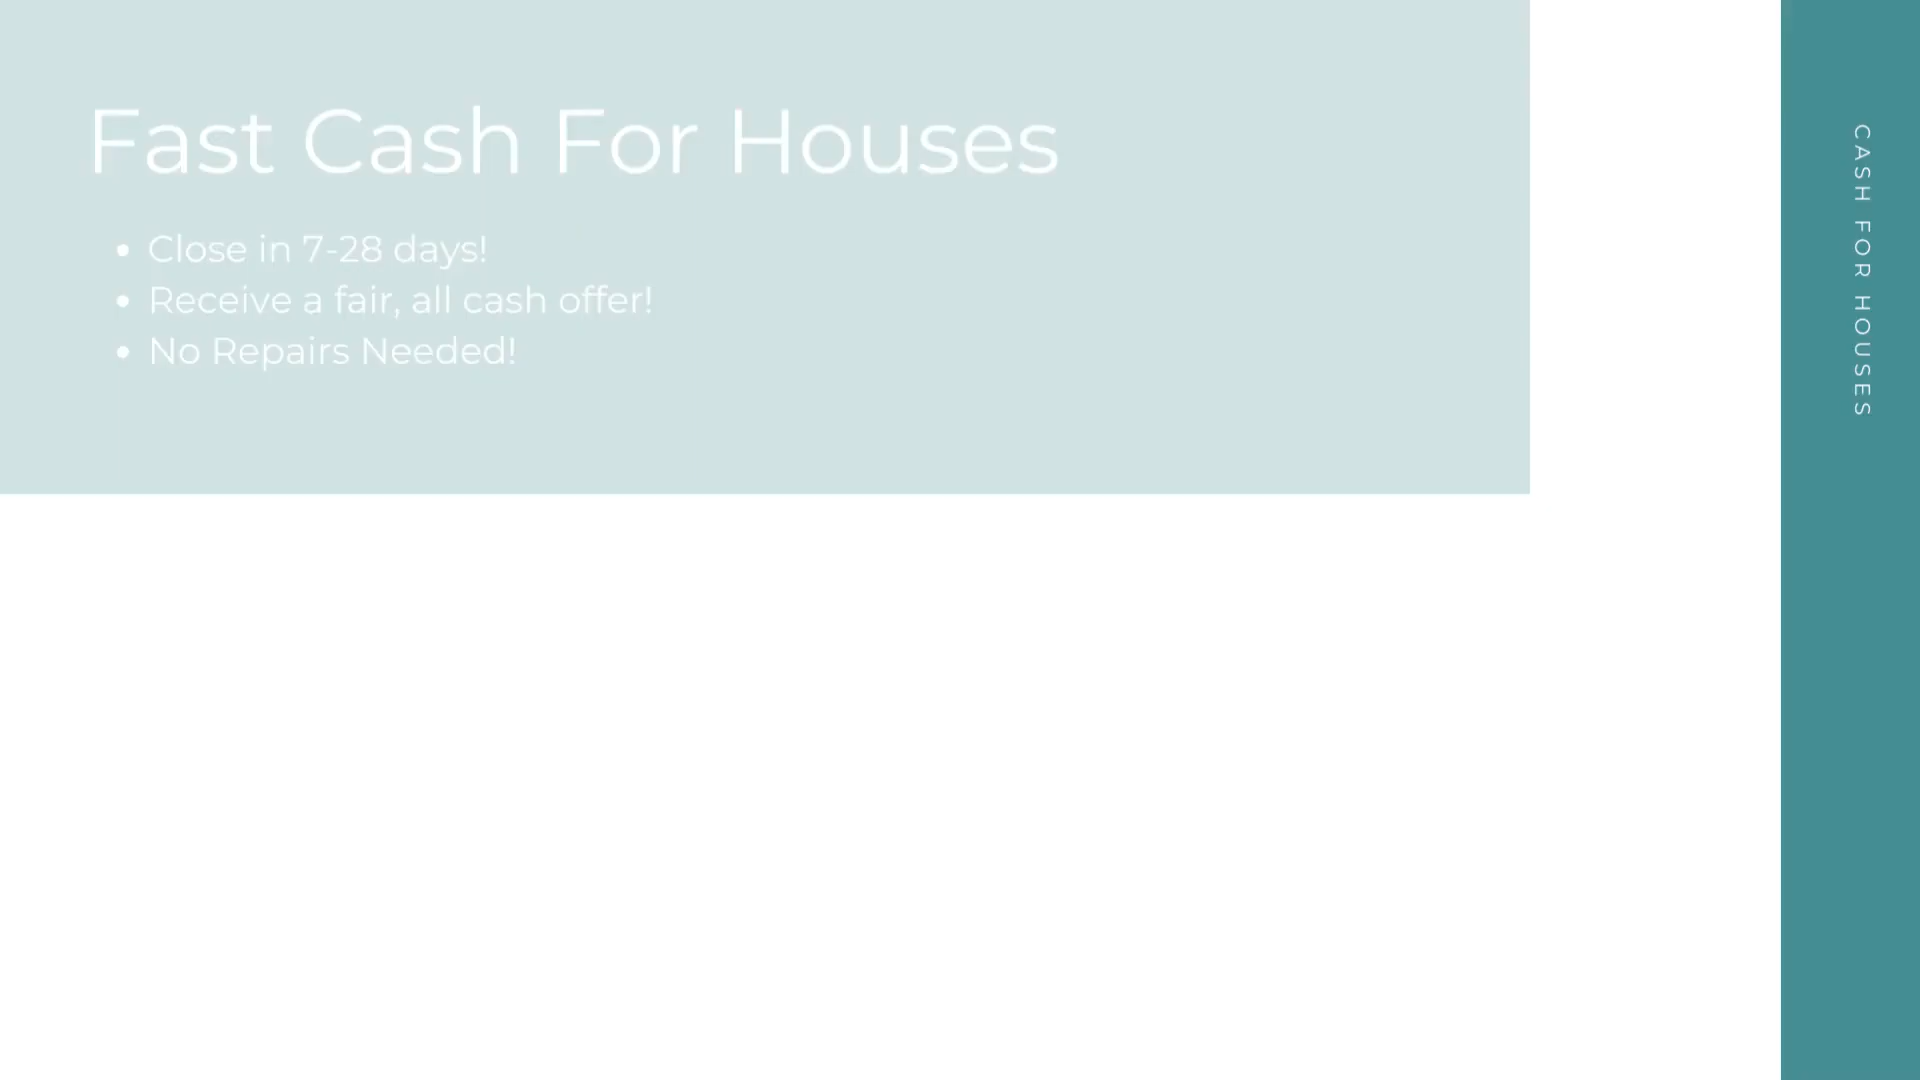 Fast Cash For Houses
• Close in 7-28 days!
• Receive a fair, all cash offer!
• No Repairs Needed!
CASH FOR HOUSES